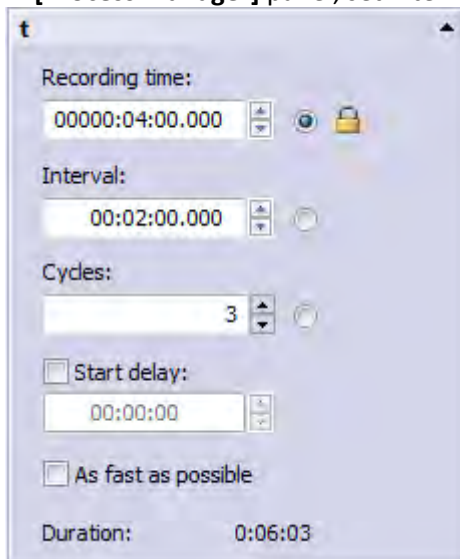 t
Recording time:
00000:04:00.000
Interval:
00:02:00.000
Cycles:
3
Start delay:
00:00:00
As fast as possible
Duration: 0:06:03